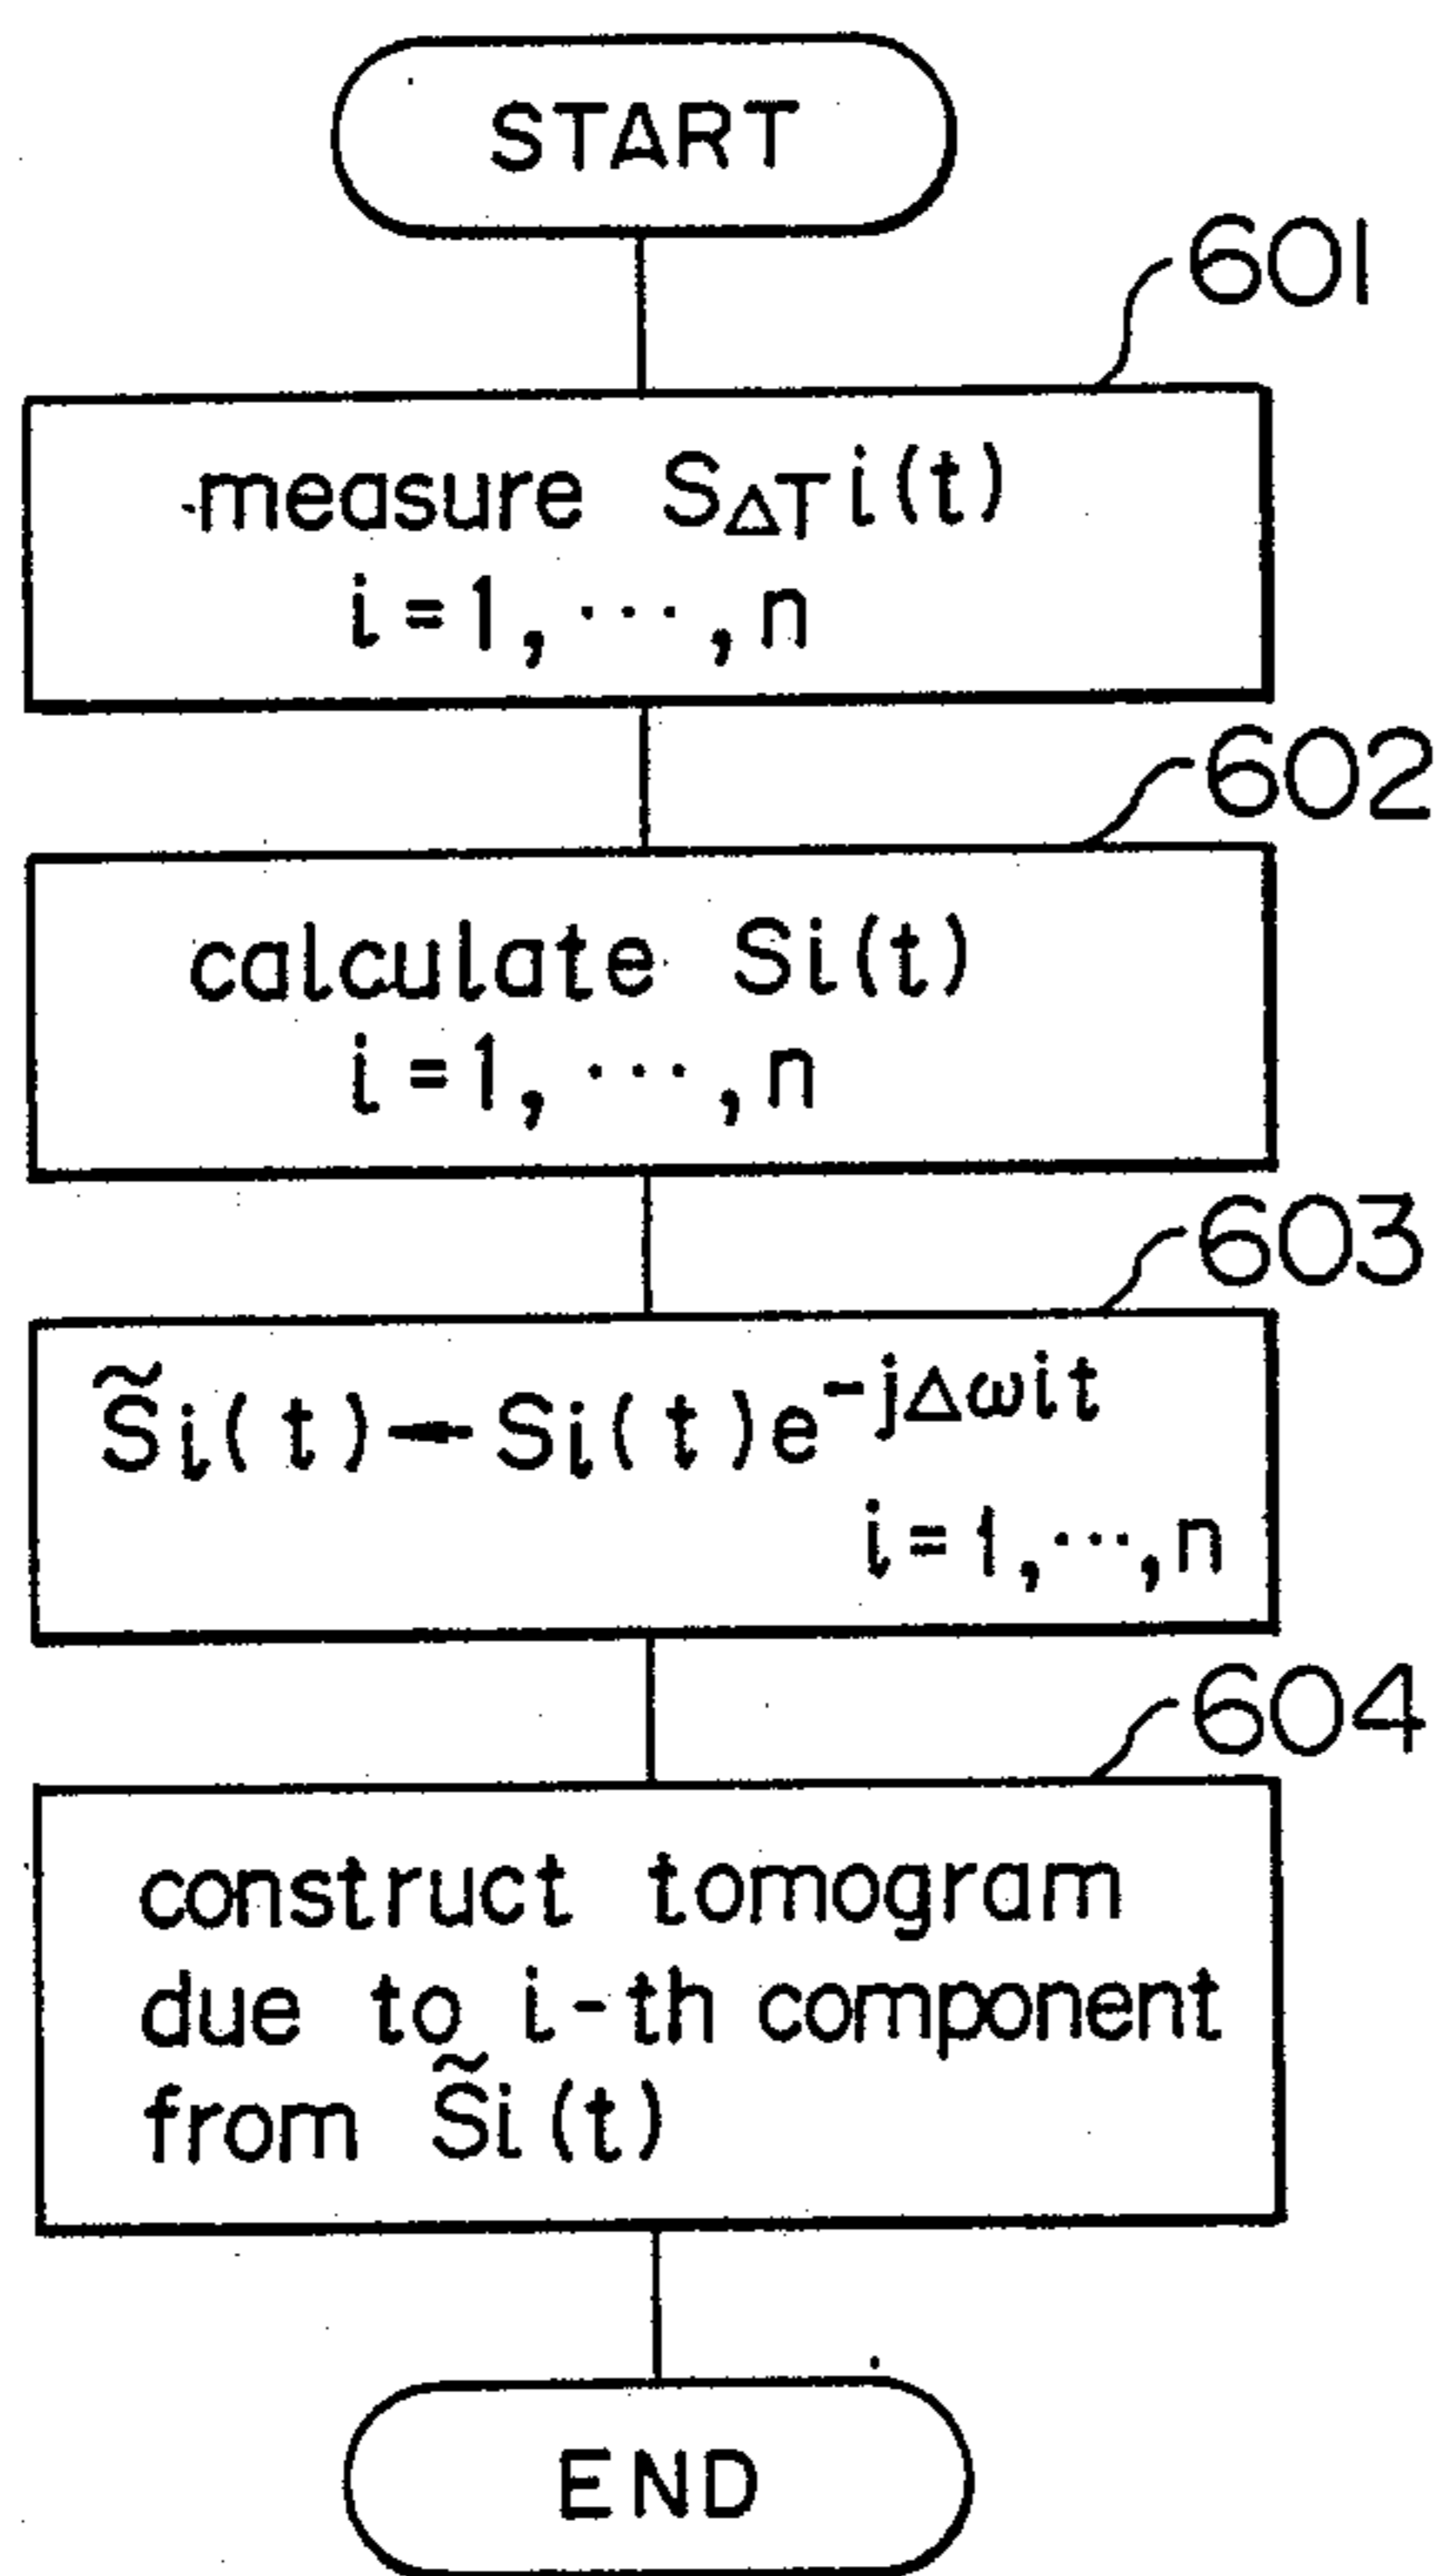 START
601
measure S△Ti(t)
i=1, ···, n
602
calculate Si(t)
i=1, ···, n
603
S̃i(t)←Si(t)e^-jΔωit
i=1,···,n
604
construct tomogram
due to i-th component
from S̃i(t)
END